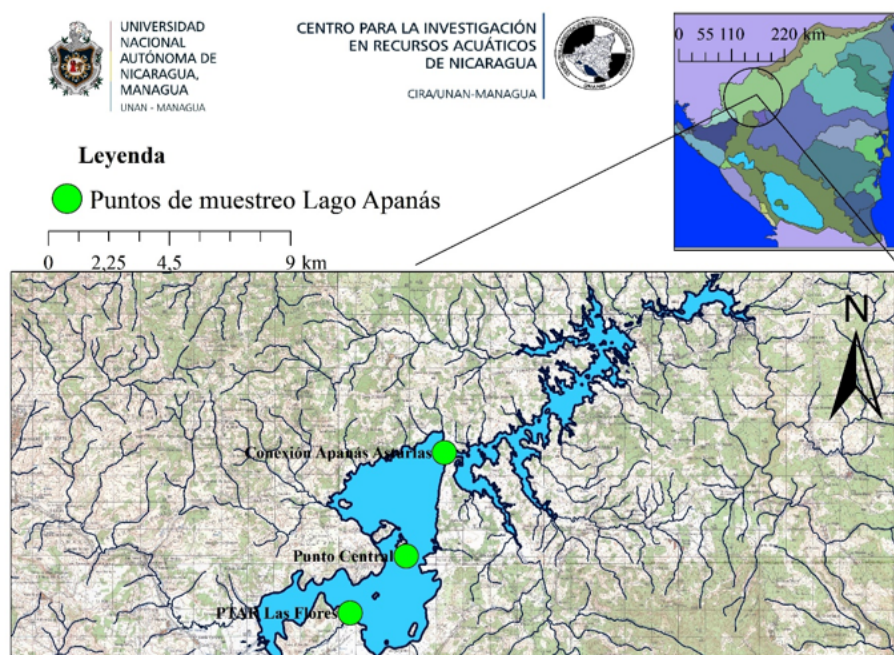 UNIVERSIDAD
NACIONAL
AUTÓNOMA DE
NICARAGUA,
MANAGUA
UNAN - MANAGUA
CENTRO PARA LA INVESTIGACIÓN
EN RECURSOS ACUÁTICOS
DE NICARAGUA
CIRA/UNAN-MANAGUA
0 55 110 220 km
Leyenda
Puntos de muestreo Lago Apanás
0 2,25 4,5 9 km
N
Conexión Apanás Asturias
Punto Central
PTAR Las Flores